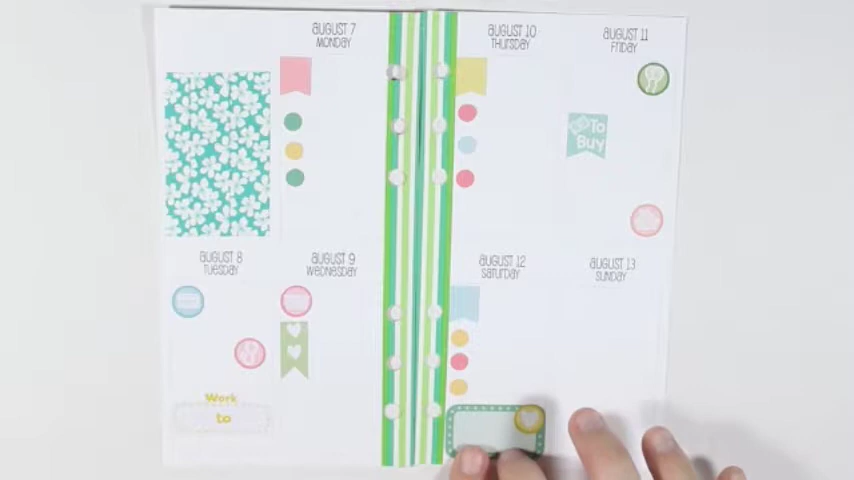 AUGUST 7
MONDAY
AUGUST 8
TUESDAY
Work
to
AUGUST 9
WEDNESDAY
AUGUST 10
THURSDAY
AUGUST 11
FRIDAY
To
Buy
AUGUST 12
SATURDAY
AUGUST 13
SUNDAY